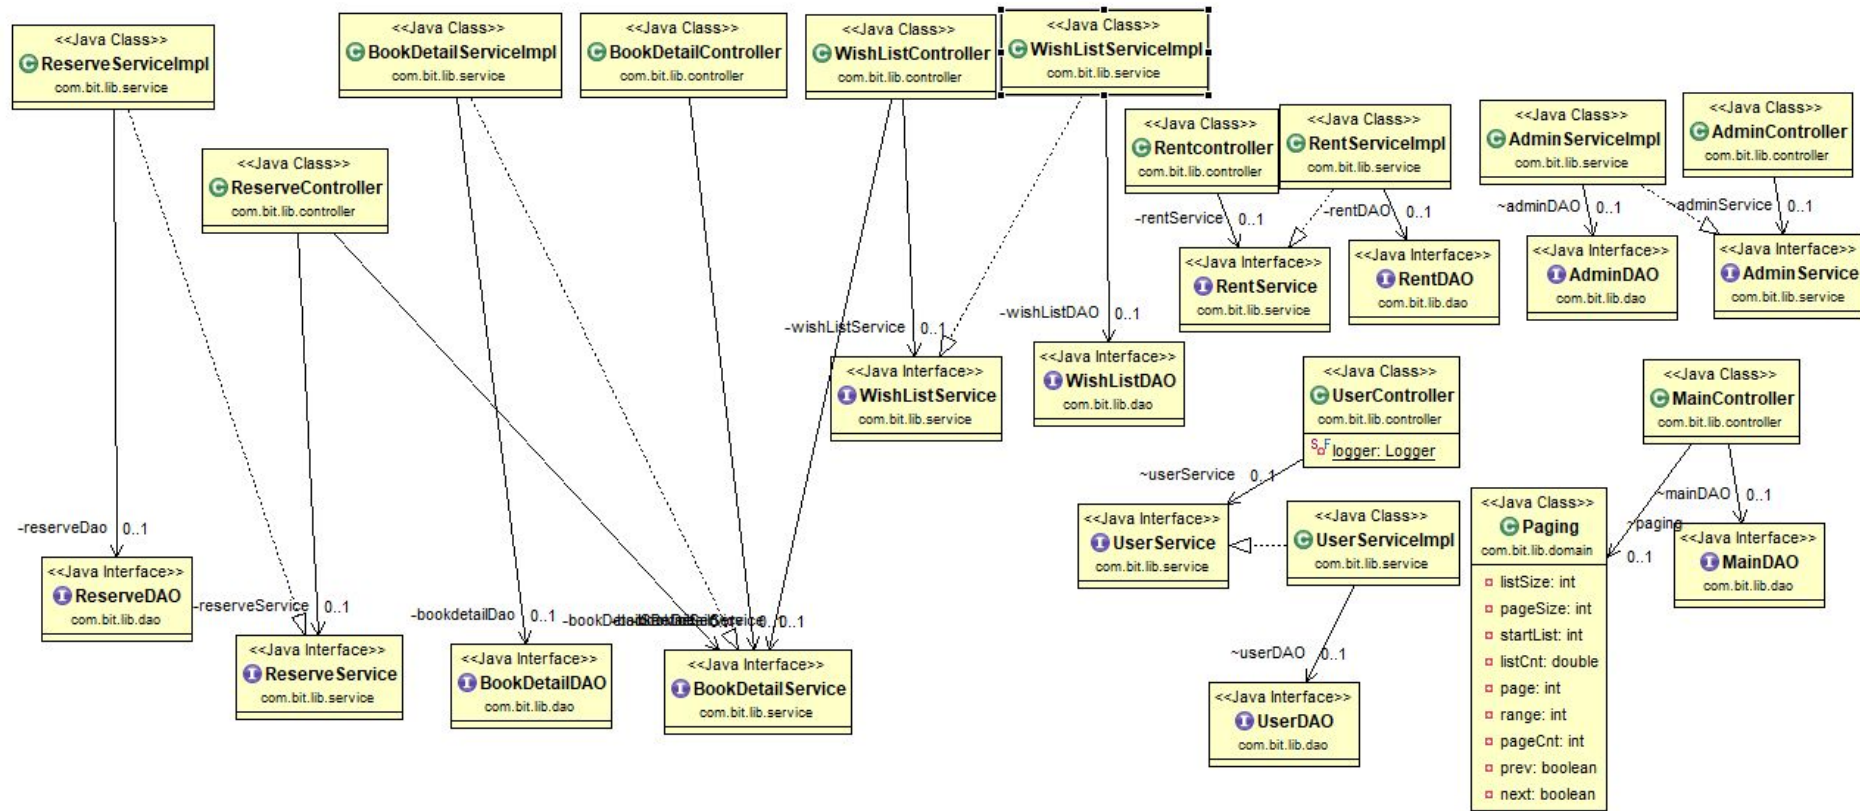 <<Java Class>>
ReserveServiceImpl
com.bit.lib.service
<<Java Class>>
BookDetailServiceImpl
com.bit.lib.service
<<Java Class>>
BookDetailController
com.bit.lib.controller
<<Java Class>>
WishListController
com.bit.lib.controller
<<Java Class>>
WishListServiceImpl
com.bit.lib.service
<<Java Class>>
Rentcontroller
com.bit.lib.controller
<<Java Class>>
RentServiceImpl
com.bit.lib.service
<<Java Class>>
AdminServiceImpl
com.bit.lib.service
<<Java Class>>
AdminController
com.bit.lib.controller
<<Java Class>>
ReserveController
com.bit.lib.controller
-rentService 0..1
-rentDAO 0..1
~adminDAO 0..1
~adminService 0..1
<<Java Interface>>
RentService
com.bit.lib.service
<<Java Interface>>
RentDAO
com.bit.lib.dao
<<Java Interface>>
AdminDAO
com.bit.lib.dao
<<Java Interface>>
AdminService
com.bit.lib.service
-wishListService 0..1
-wishListDAO 0..1
<<Java Interface>>
WishListService
com.bit.lib.service
<<Java Interface>>
WishListDAO
com.bit.lib.dao
<<Java Class>>
UserController
com.bit.lib.controller
logger: Logger
<<Java Class>>
MainController
com.bit.lib.controller
~userService 0..1
~mainDAO 0..1
~paging
0..1
<<Java Interface>>
UserService
com.bit.lib.service
<<Java Class>>
UserServiceImpl
com.bit.lib.service
<<Java Class>>
Paging
com.bit.lib.domain
listSize: int
pageSize: int
startList: int
listCnt: double
page: int
range: int
pageCnt: int
prev: boolean
next: boolean
<<Java Interface>>
MainDAO
com.bit.lib.dao
-reserveDao 0..1
<<Java Interface>>
ReserveDAO
com.bit.lib.dao
-reserveService 0..1
<<Java Interface>>
ReserveService
com.bit.lib.service
-bookdetailDao 0..1
0..1
<<Java Interface>>
BookDetailDAO
com.bit.lib.dao
<<Java Interface>>
BookDetailService
com.bit.lib.service
~userDAO 0..1
<<Java Interface>>
UserDAO
com.bit.lib.dao